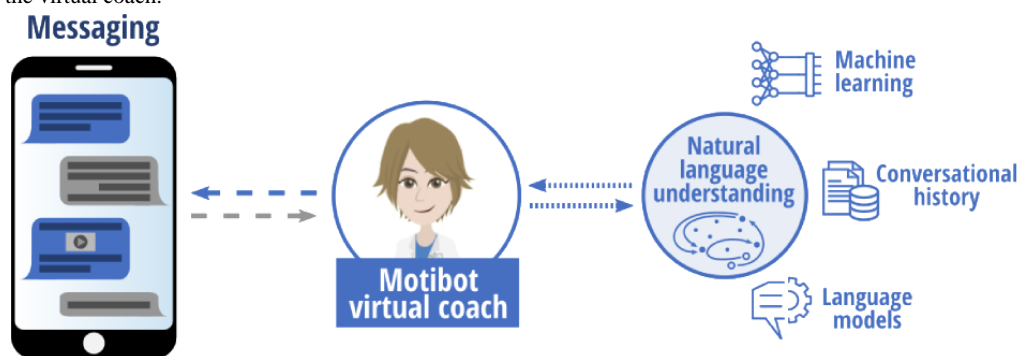 the virtual coach.
Messaging
Motibot
virtual coach
Natural
language
understanding
Machine
learning
Conversational
history
Language
models